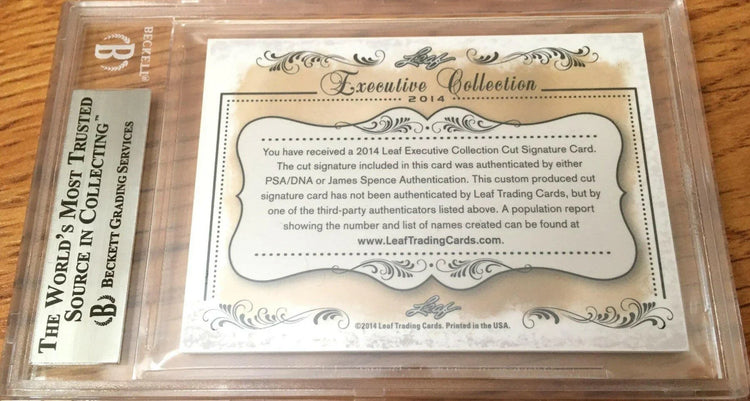 BECKETT
B
THE WORLD'S MOST TRUSTED
SOURCE IN COLLECTING™
B BECKETT GRADING SERVICES
Leaf
Executive Collection
2014
You have received a 2014 Leaf Executive Collection Cut Signature Card.
The cut signature included in this card was authenticated by either
PSA/DNA or James Spence Authentication. This custom produced cut
signature card has not been authenticated by Leaf Trading Cards, but by
one of the third-party authenticators listed above. A population report
showing the number and list of names created can be found at
www.LeafTradingCards.com.
Leaf
©2014 Leaf Trading Cards. Printed in the USA.